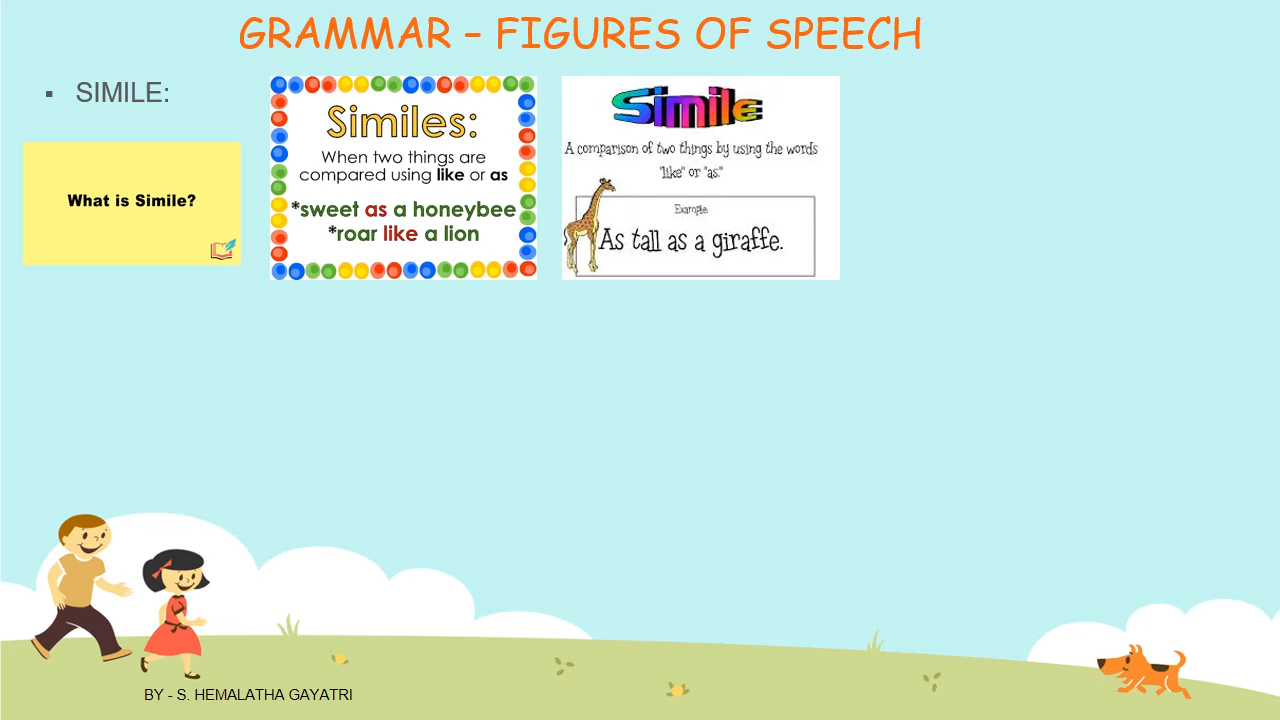 GRAMMAR – FIGURES OF SPEECH
▪ SIMILE:
What is Simile?
Similes:
When two things are
compared using like or as
*sweet as a honeybee
*roar like a lion
Simile
A comparison of two things by using the words
"like" or "as."
Example:
As tall as a giraffe.
BY - S. HEMALATHA GAYATRI